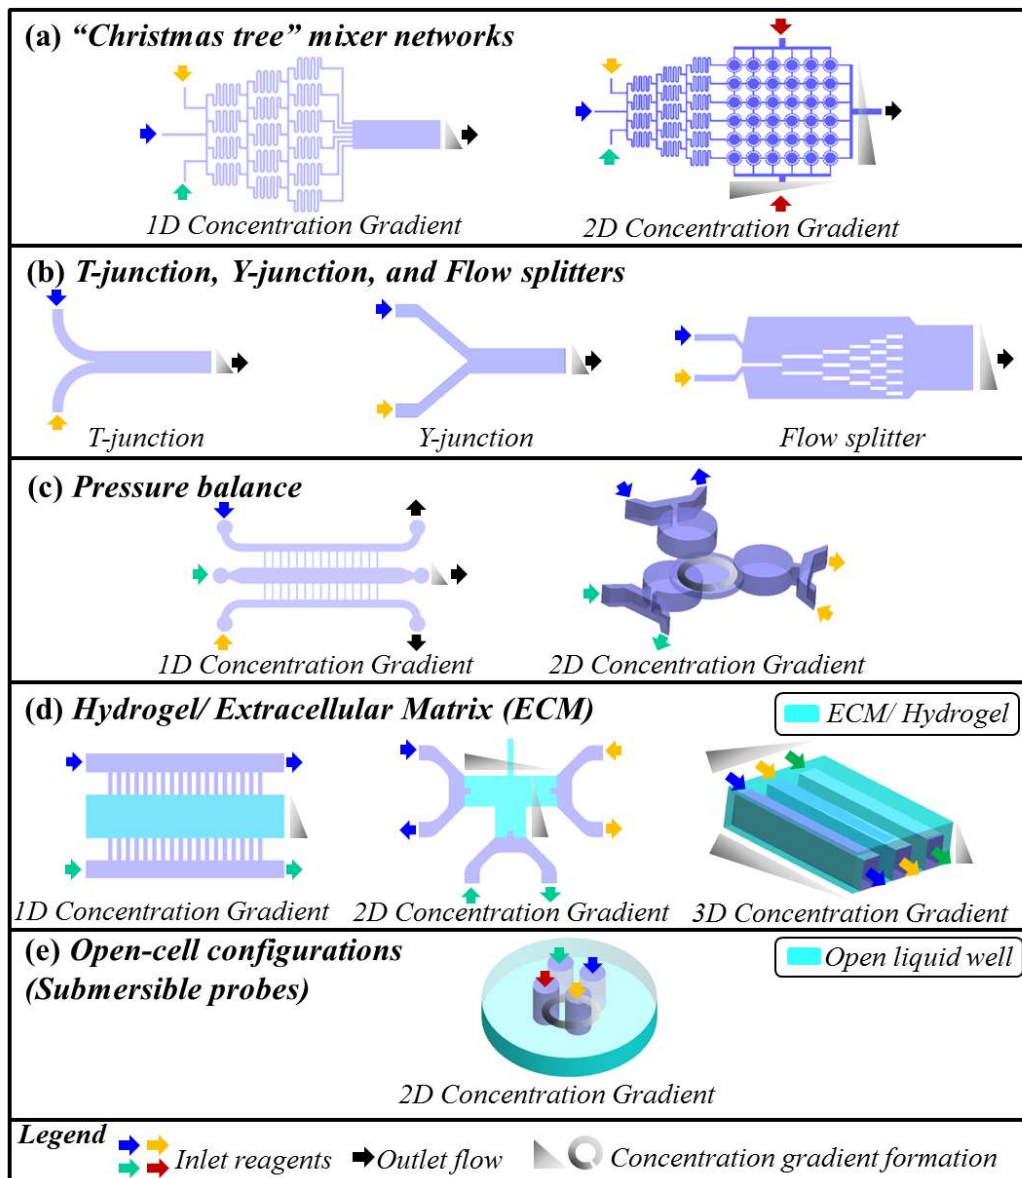 (a) “Christmas tree” mixer networks
1D Concentration Gradient
2D Concentration Gradient
(b) T-junction, Y-junction, and Flow splitters
T-junction
Y-junction
Flow splitter
(c) Pressure balance
1D Concentration Gradient
2D Concentration Gradient
(d) Hydrogel/ Extracellular Matrix (ECM)
ECM/ Hydrogel
1D Concentration Gradient
2D Concentration Gradient
3D Concentration Gradient
(e) Open-cell configurations
(Submersible probes)
Open liquid well
2D Concentration Gradient
Legend
Inlet reagents
Outlet flow
Concentration gradient formation